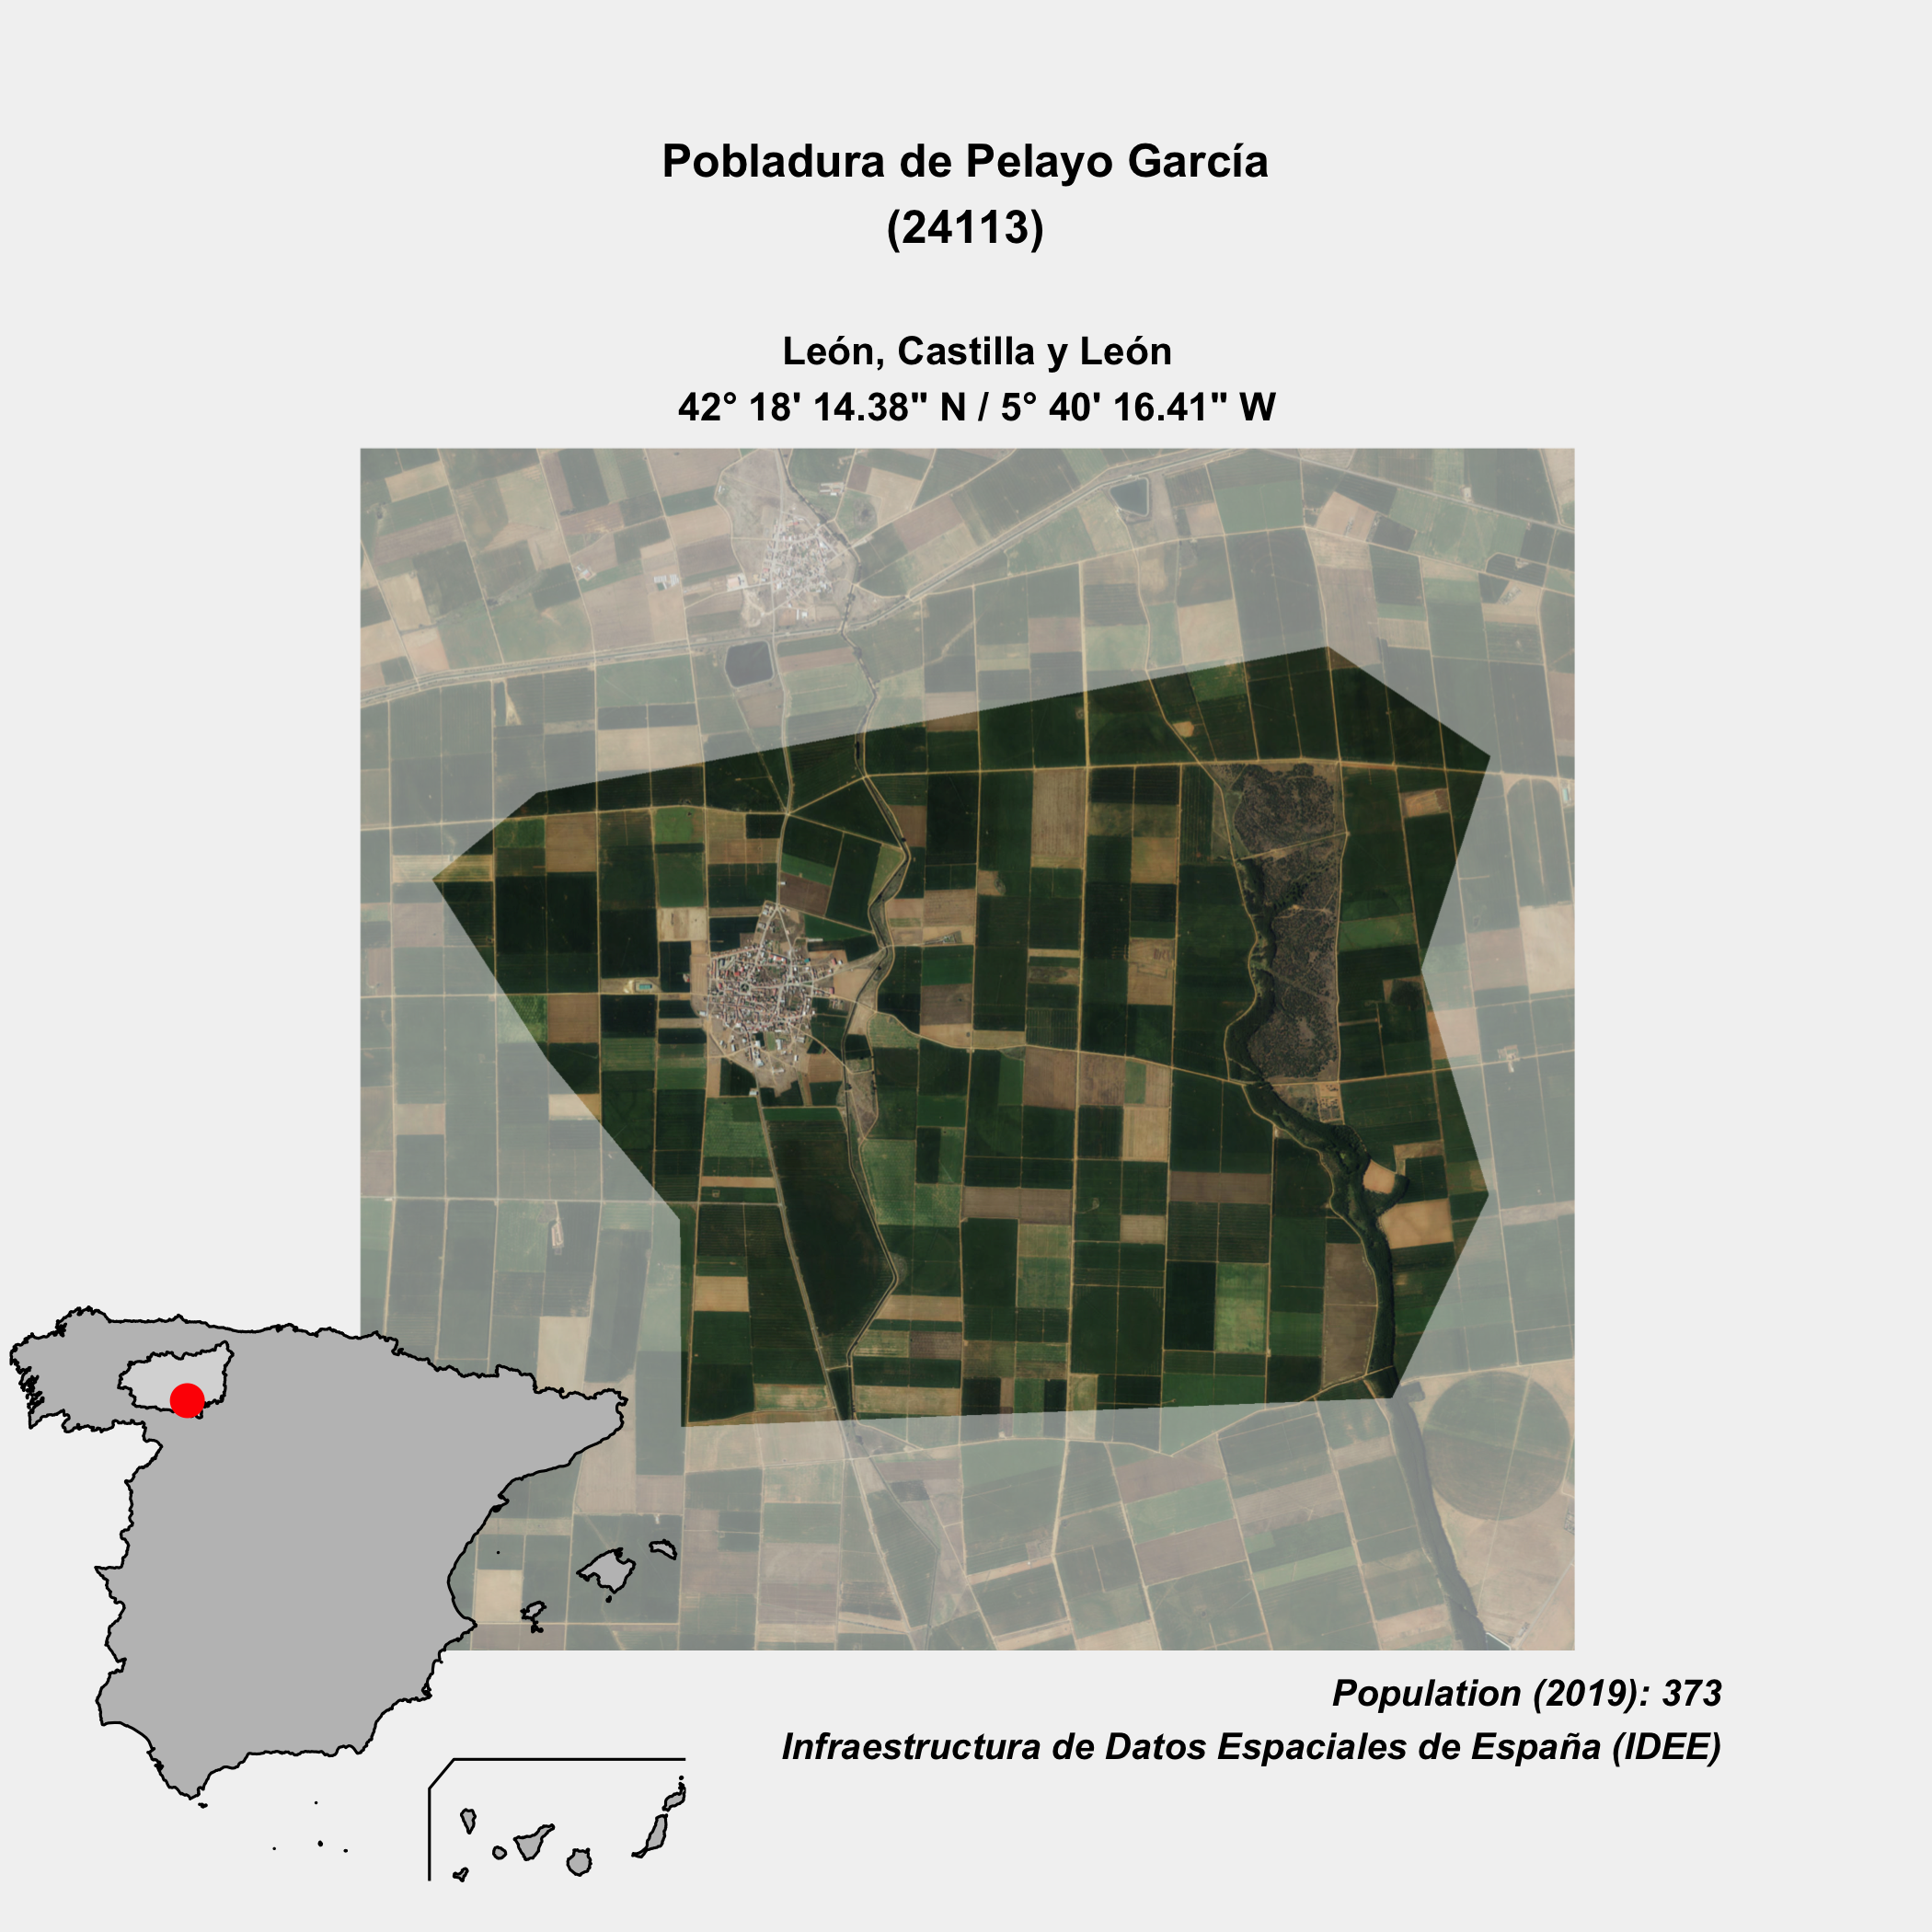 Pobladura de Pelayo García
(24113)
León, Castilla y León
42° 18' 14.38" N / 5° 40' 16.41" W
Population (2019): 373
Infraestructura de Datos Espaciales de España (IDEE)